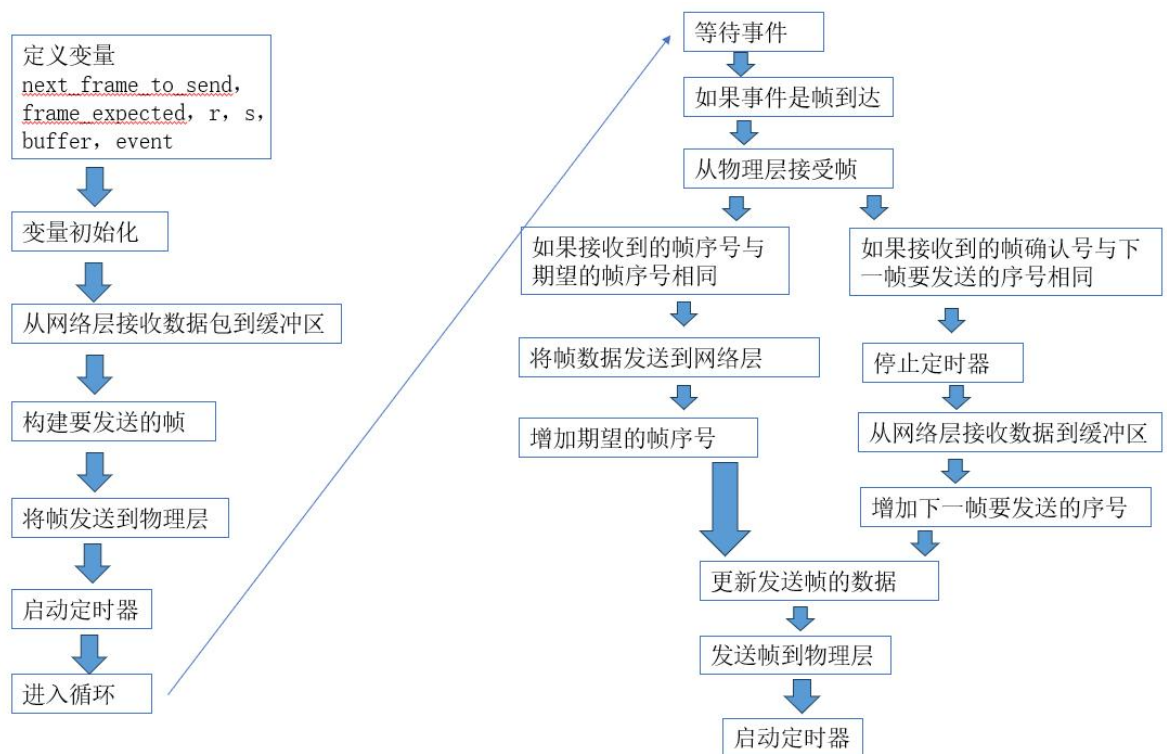 定义变量
next_frame_to_send,
frame_expected, r, s,
buffer, event
变量初始化
从网络层接收数据包到缓冲区
构建要发送的帧
将帧发送到物理层
启动定时器
进入循环
等待事件
如果事件是帧到达
从物理层接受帧
如果接收到的帧序号与
期望的帧序号相同
将帧数据发送到网络层
增加期望的帧序号
如果接收到的帧确认号与下
一帧要发送的序号相同
停止定时器
从网络层接收数据到缓冲区
增加下一帧要发送的序号
更新发送帧的数据
发送帧到物理层
启动定时器